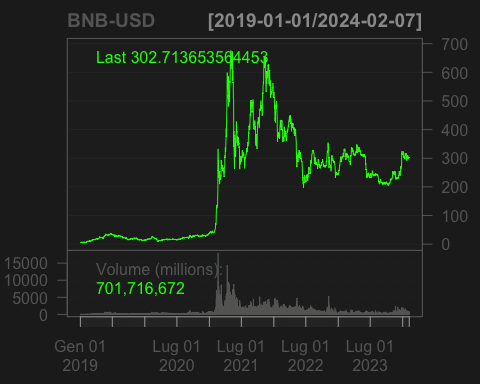 BNB-USD [2019-01-01/2024-02-07]
Last 302.713653564453
700
600
500
400
300
200
100
0
Volume (millions):
701,716,672
15000
10000
5000
0
Gen 01 Lug 01 Lug 01 Lug 01 Lug 01
2019 2020 2021 2022 2023